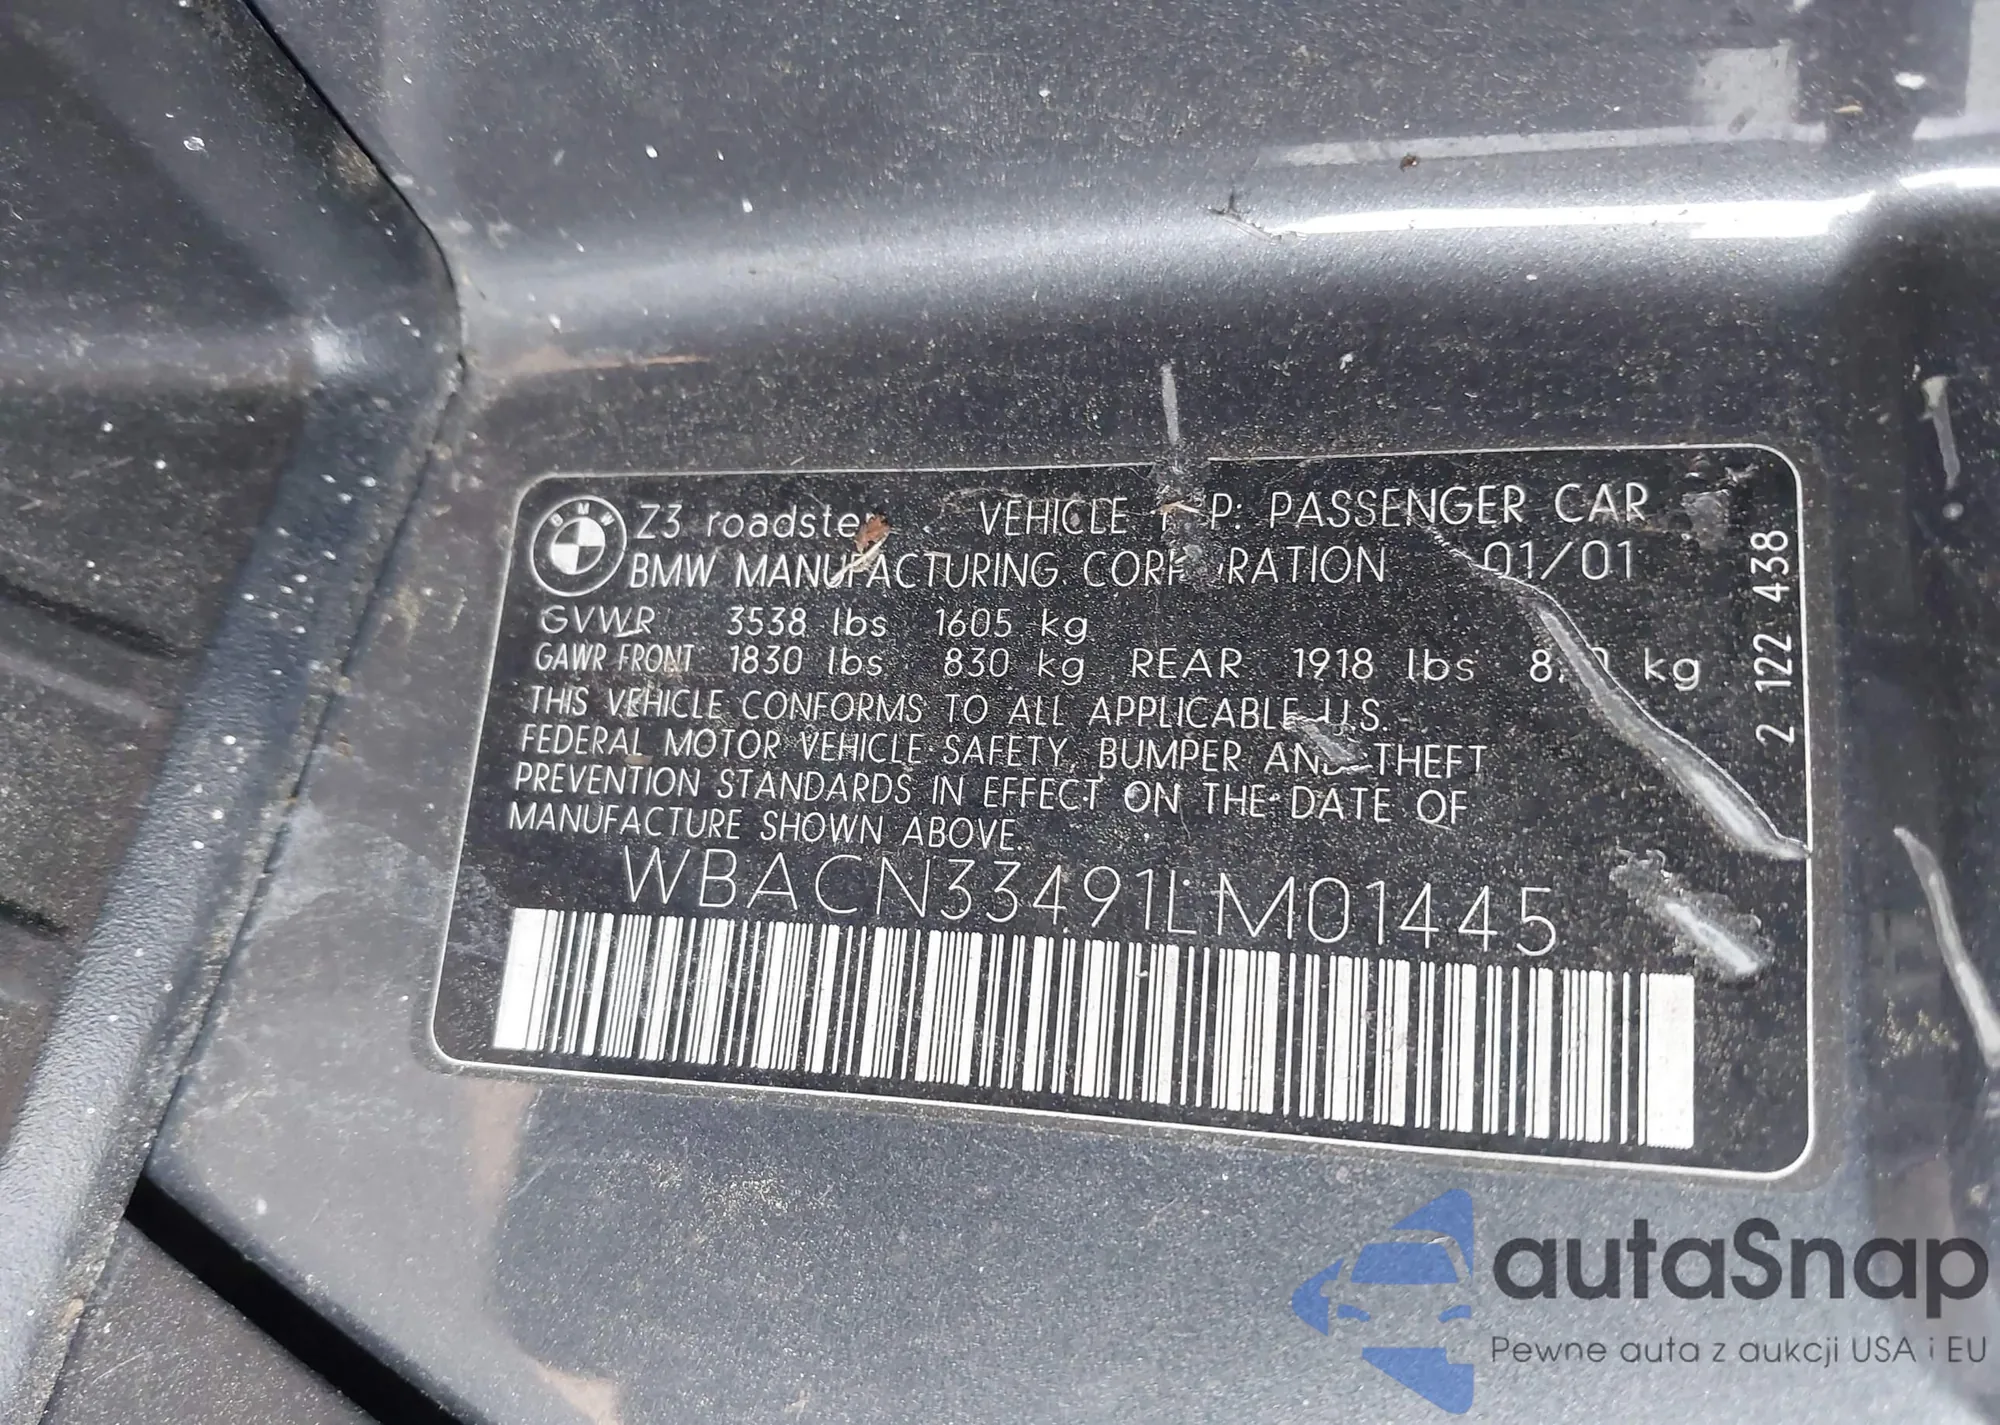 BMW
Z3 roadster VEHICLE PASSENGER CAR
BMW MANUFACTURING CORPORATION 01/01
GVWR 3538 lbs 1605 kg
GAWR FRONT 1830 lbs 830 kg REAR 1918 lbs kg
THIS VEHICLE CONFORMS TO ALL APPLICABLE U.S.
FEDERAL MOTOR VEHICLE SAFETY, BUMPER AND THEFT
PREVENTION STANDARDS IN EFFECT ON THE DATE OF
MANUFACTURE SHOWN ABOVE.
WBACN33491LM01445
2 122 438
autaSnap
Pewne auta z aukcji USA i EU